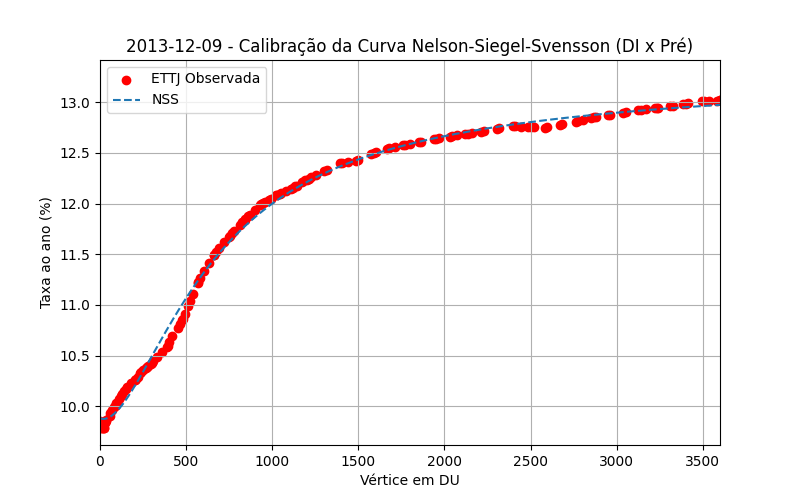 2013-12-09 - Calibração da Curva Nelson-Siegel-Svensson (DI x Pré)
ETTJ Observada
NSS
Taxa ao ano (%)
13.0
12.5
12.0
11.5
11.0
10.5
10.0
0 500 1000 1500 2000 2500 3000 3500
Vértice em DU